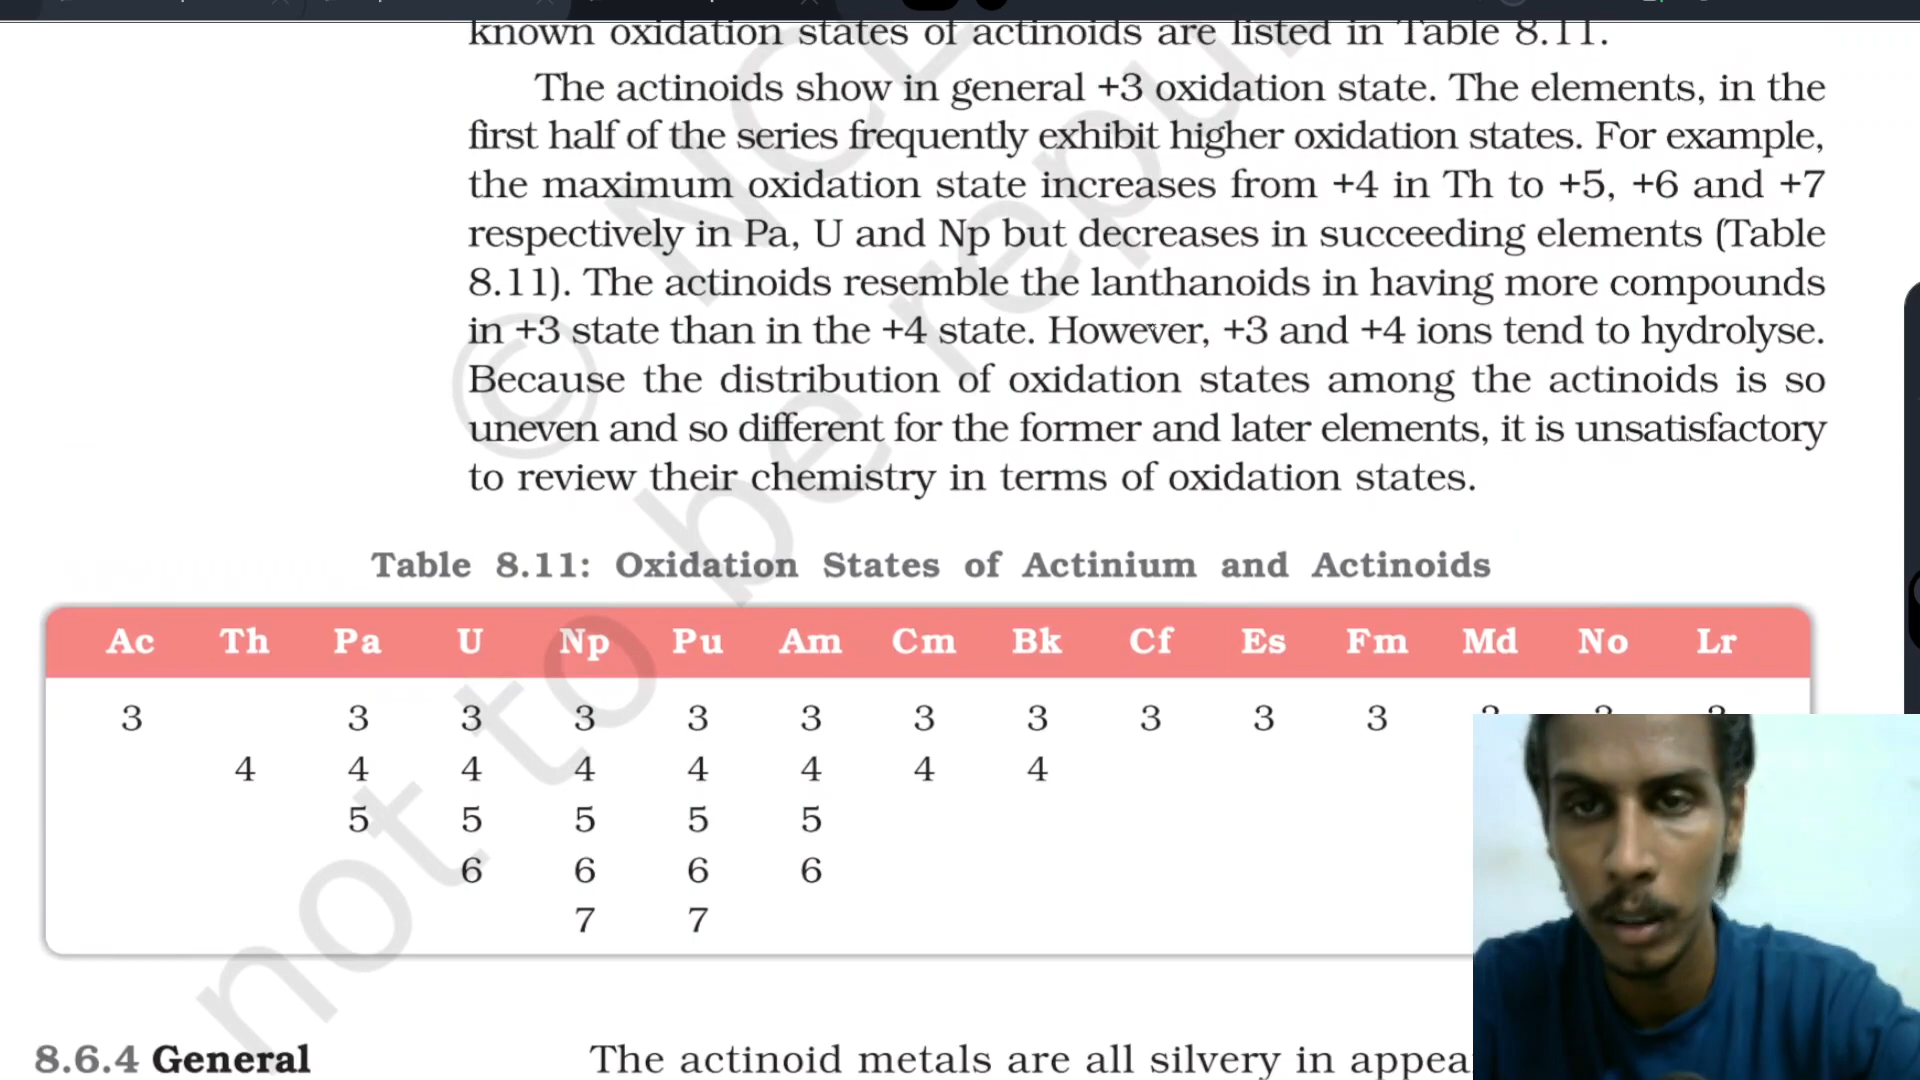 known oxidation states of actinoids are listed in Table 8.11.
The actinoids show in general +3 oxidation state. The elements, in the
first half of the series frequently exhibit higher oxidation states. For example,
the maximum oxidation state increases from +4 in Th to +5, +6 and +7
respectively in Pa, U and Np but decreases in succeeding elements (Table
8.11). The actinoids resemble the lanthanoids in having more compounds
in +3 state than in the +4 state. However, +3 and +4 ions tend to hydrolyse.
Because the distribution of oxidation states among the actinoids is so
uneven and so different for the former and later elements, it is unsatisfactory
to review their chemistry in terms of oxidation states.
Table 8.11: Oxidation States of Actinium and Actinoids
Ac Th Pa U Np Pu Am Cm Bk Cf Es Fm Md No Lr
3 3 3 3 3 3 3 3 3 3 3 3 3 3
4 4 4 4 4 4 4 4
5 5 5 5 5
6 6 6 6
7 7
8.6.4 General The actinoid metals are all silvery in
© NCE
not to be repu